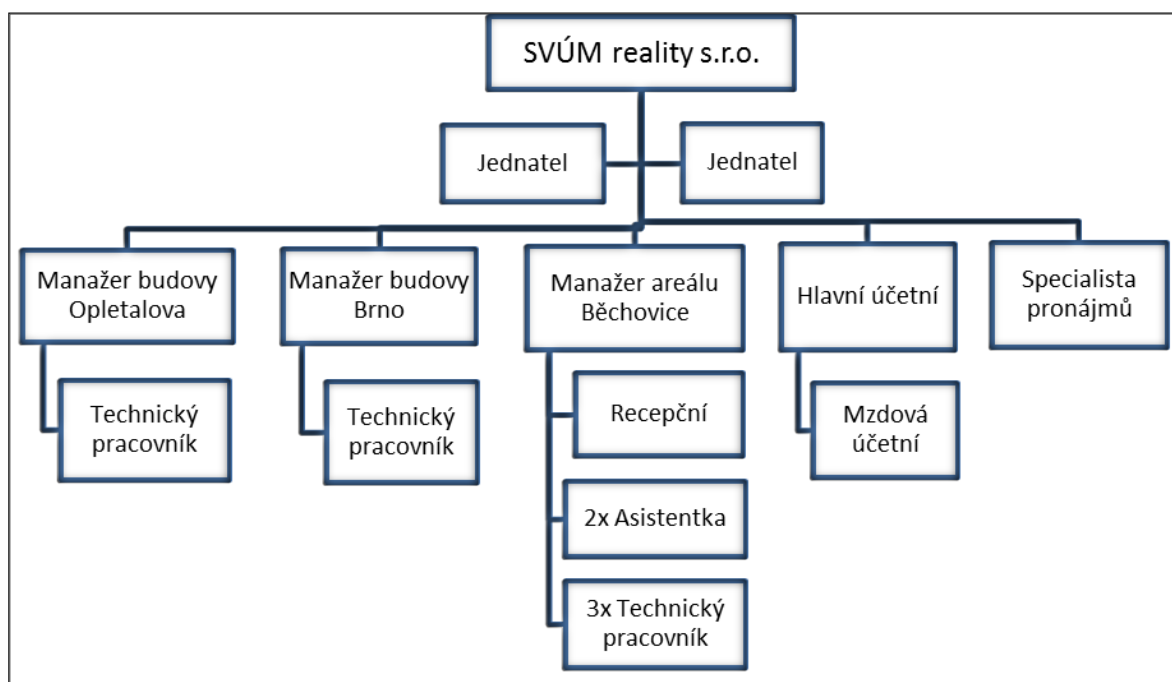 SVÚM reality s.r.o.
Jednatel
Jednatel
Manažer budovy
Opletalova
Manažer budovy
Brno
Manažer areálu
Běchovice
Hlavní účetní
Specialista
pronájmů
Technický
pracovník
Technický
pracovník
Recepční
2x Asistentka
3x Technický
pracovník
Mzdová
účetní